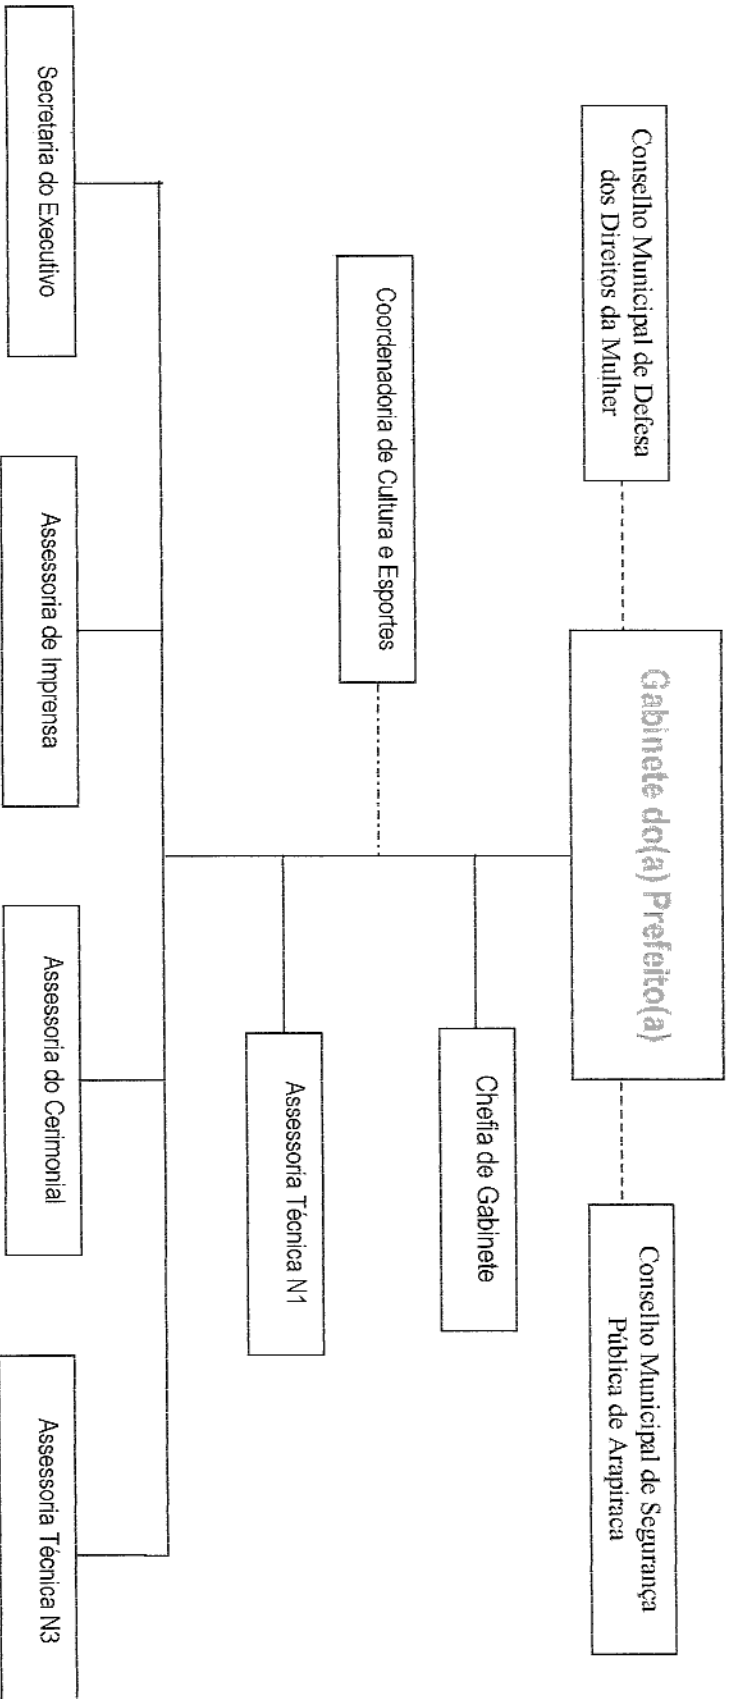 Gabinete do(a) Prefeito(a)
Conselho Municipal de Defesa
dos Direitos da Mulher
Conselho Municipal de Segurança
Pública de Arapiraca
Chefia de Gabinete
Coordenadoria de Cultura e Esportes
Assessoria Técnica N1
Secretaria do Executivo
Assessoria de Imprensa
Assessoria do Cerimonial
Assessoria Técnica N3